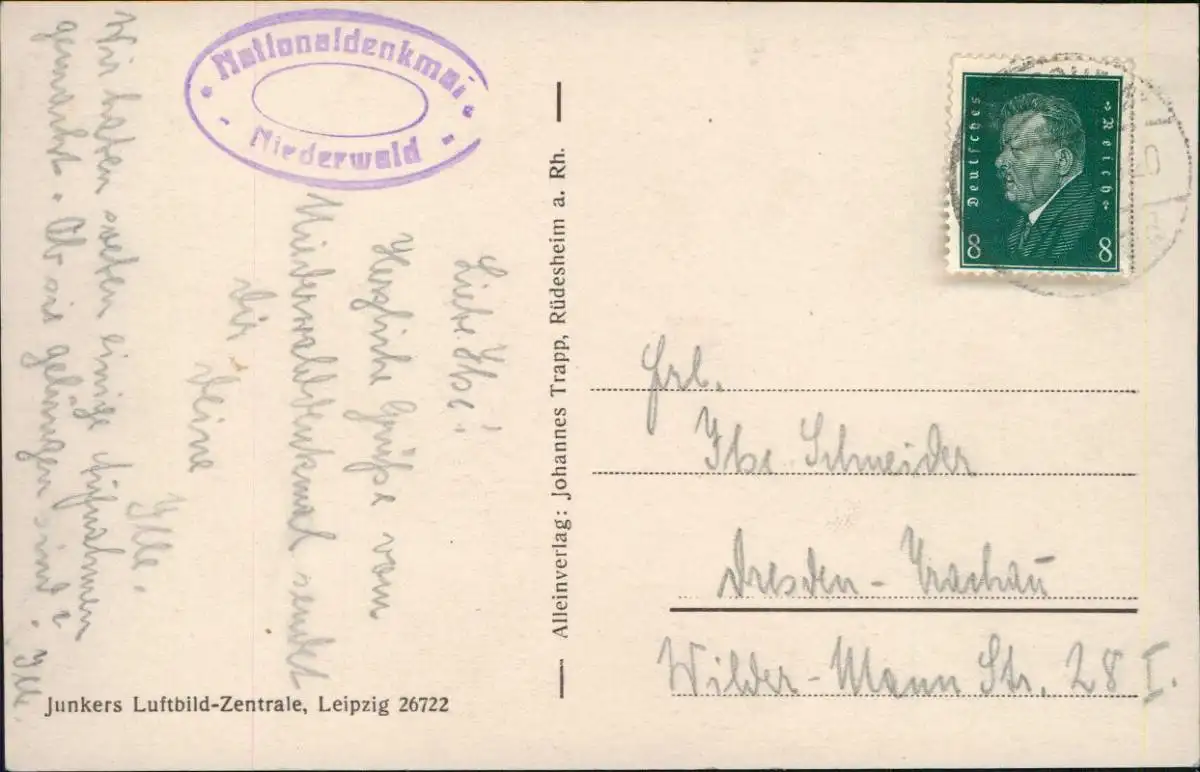 Nationaldenkmal
Niederwald
Liebe Ilse!
Herzliche Grüße vom
Niederwalddenkmal sendet
Dir
Deine
Ille.
Wir haben soeben einige Aufnahmen
gemacht. Ob sie gelungen sind?
Ille.
Junkers Luftbild-Zentrale, Leipzig 26722
Alleinverlag: Johannes Trapp, Rüdesheim a. Rh.
Deutsches
Reich
8 8
Frl.
Ilse Schneider
Dresden-Trachau
Wilder-Mann Str. 28 I.